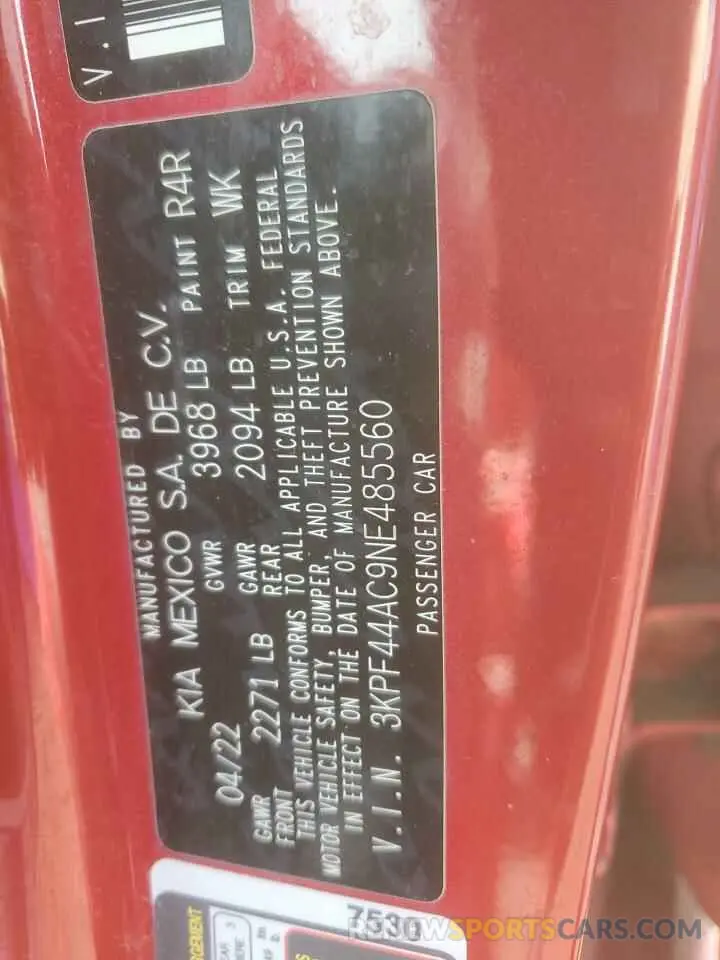 V.I
MANUFACTURED BY
KIA MEXICO S.A. DE C.V.
04/22 GVWR 3968 LB PAINT R4R
GAWR FRONT 2271 LB GAWR REAR 2094 LB TRIM WK
THIS VEHICLE CONFORMS TO ALL APPLICABLE U.S.A. FEDERAL
MOTOR VEHICLE SAFETY, BUMPER, AND THEFT PREVENTION STANDARDS
IN EFFECT ON THE DATE OF MANUFACTURE SHOWN ABOVE.
V.I.N. 3KPF44AC9NE485560
PASSENGER CAR
RENEWSPORTSCARS.COM